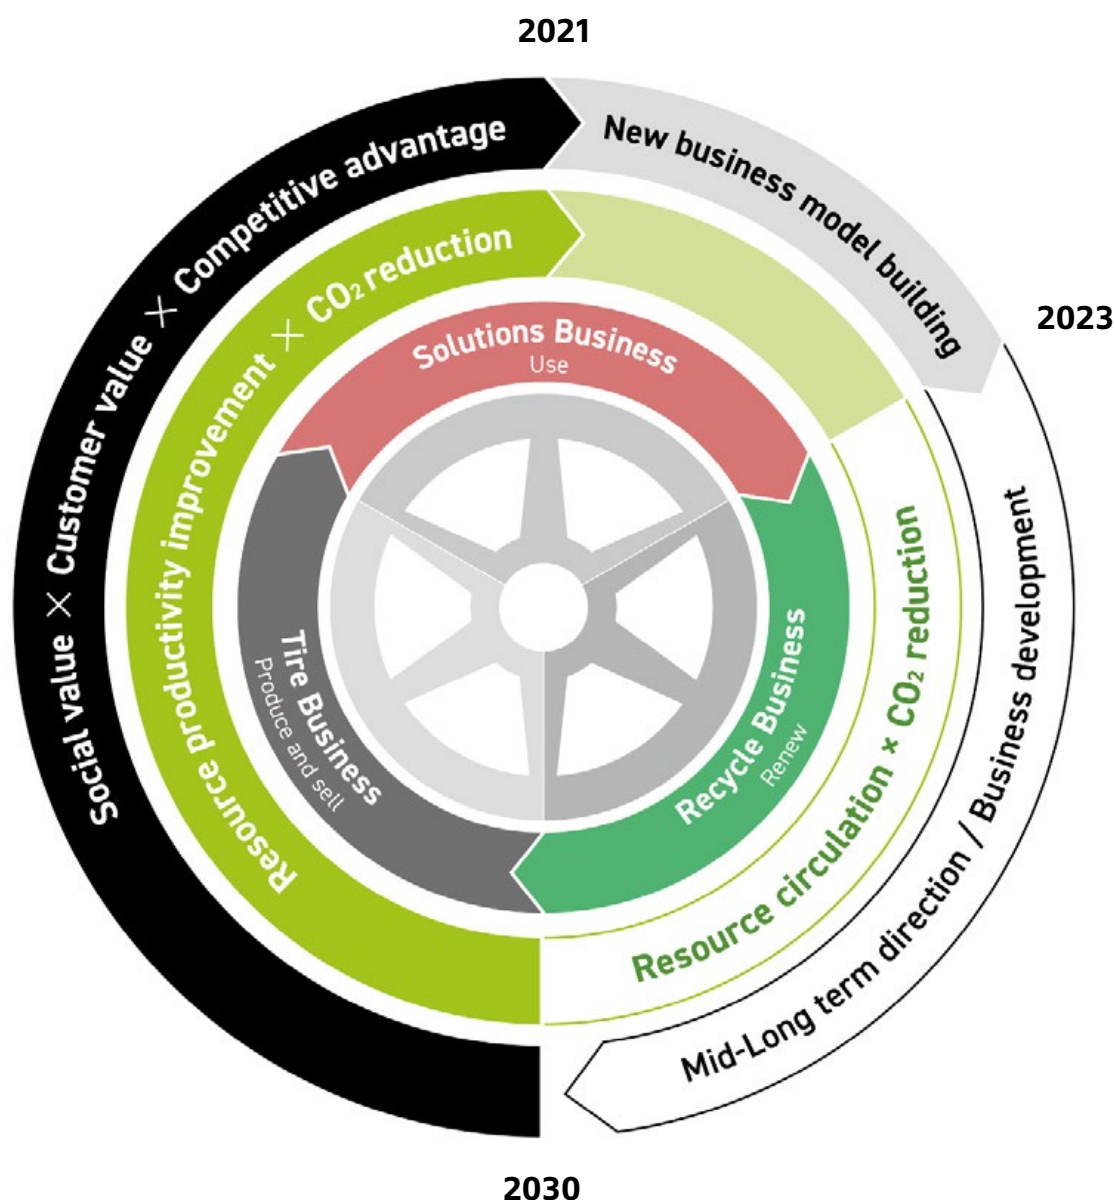 2021
Social value × Customer value × Competitive advantage
New business model building
2023
Resource productivity improvement × CO₂ reduction
Solutions Business
Use
Tire Business
Produce and sell
Recycle Business
Renew
Resource circulation × CO₂ reduction
Mid-Long term direction / Business development
2030